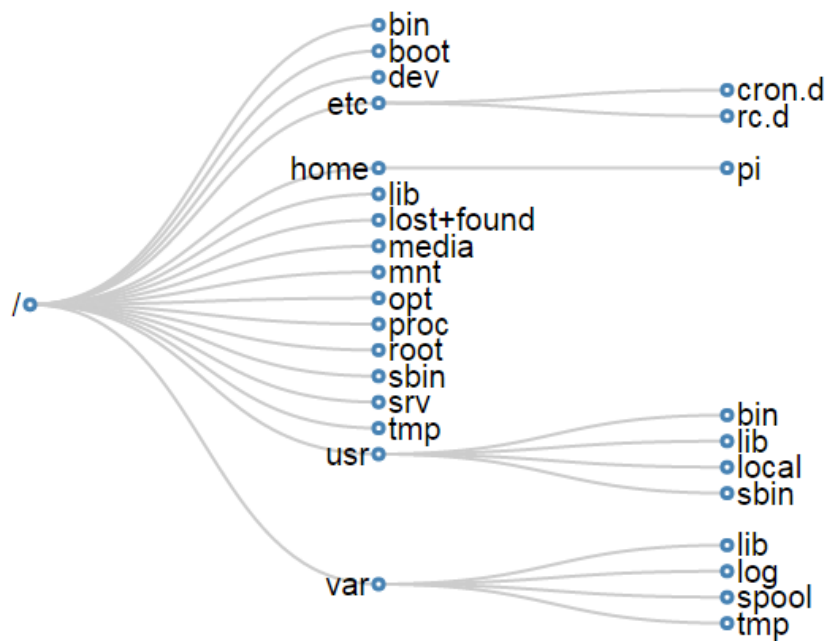 bin
boot
dev
etc
cron.d
rc.d
home
pi
lib
lost+found
media
mnt
opt
/
proc
root
sbin
srv
tmp
usr
bin
lib
local
sbin
var
lib
log
spool
tmp